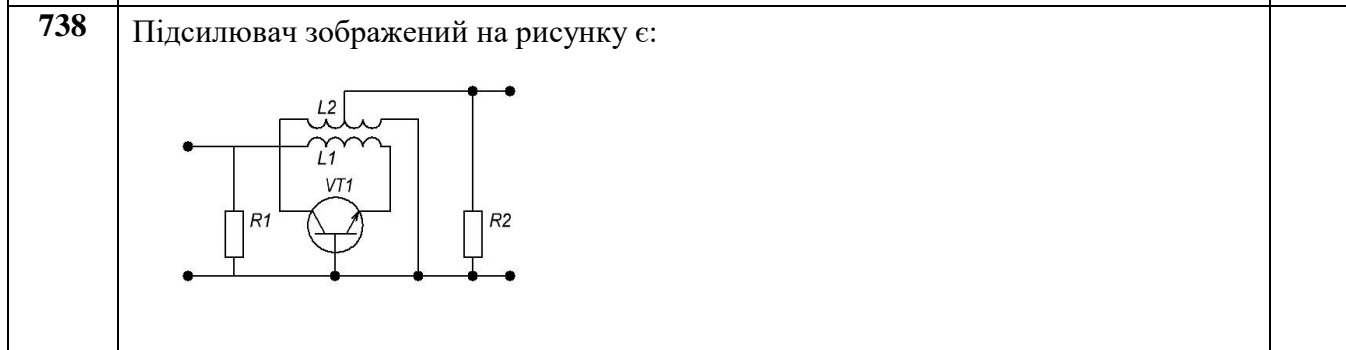 738
Підсилювач зображений на рисунку є:
L2
L1
VT1
R1
R2